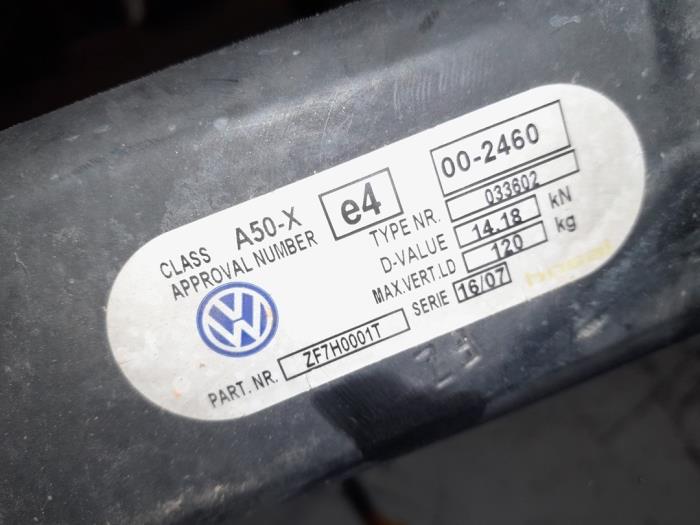 CLASS A50-X
APPROVAL NUMBER e4 00-2460
TYPE NR. 033602
D-VALUE 14.18 kN
MAX.VERT.LD 120 kg
SERIE 16/07
PART. NR. ZF7H0001T